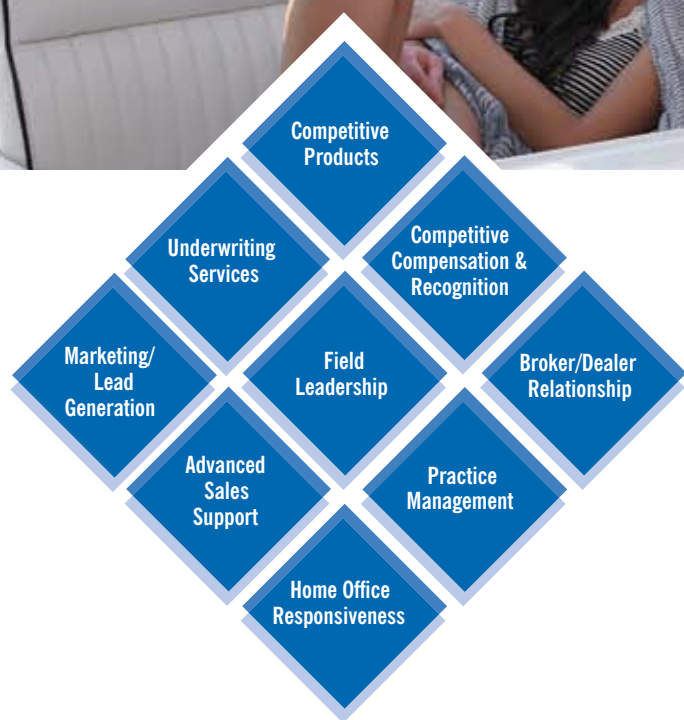 Competitive
Products
Underwriting
Services
Competitive
Compensation &
Recognition
Marketing/
Lead
Generation
Field
Leadership
Broker/Dealer
Relationship
Advanced
Sales
Support
Practice
Management
Home Office
Responsiveness